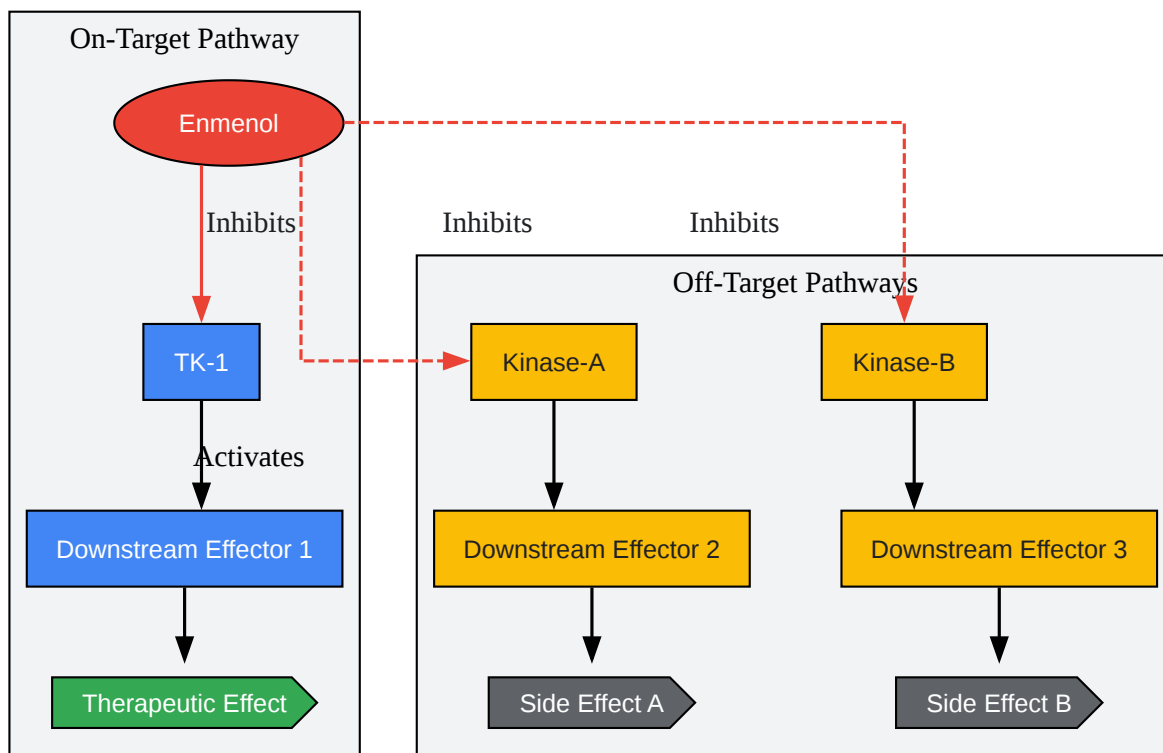 On-Target Pathway
Enmenol
Inhibits
Inhibits
Inhibits
Off-Target Pathways
TK-1
Kinase-A
Kinase-B
Activates
Downstream Effector 1
Downstream Effector 2
Downstream Effector 3
Therapeutic Effect
Side Effect A
Side Effect B